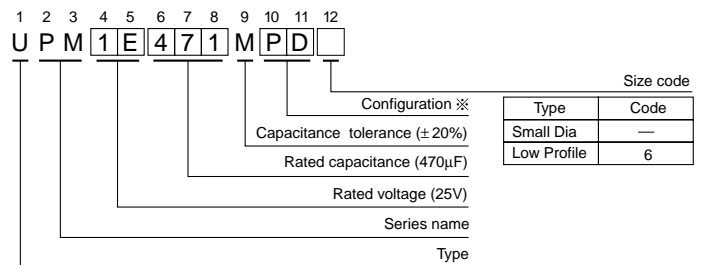 1 2 3 4 5 6 7 8 9 10 11 12
U P M 1 E 4 7 1 M P D
Size code
Configuration ※
Capacitance tolerance (±20%)
Rated capacitance (470µF)
Rated voltage (25V)
Series name
Type
Type Code
Small Dia —
Low Profile 6